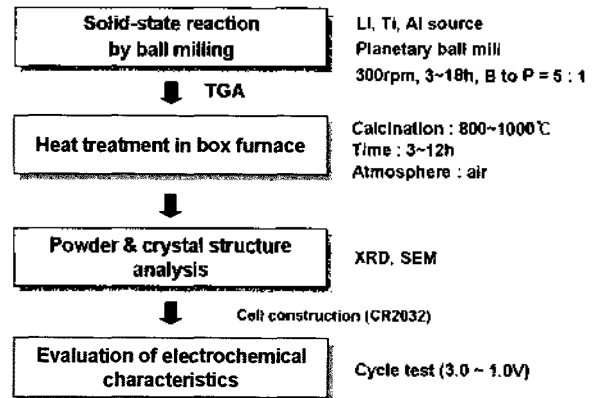 Solid-state reaction
by ball milling
Li, Ti, Al source
Planetary ball mill
300rpm, 3~18h, B to P = 5 : 1
TGA
Heat treatment in box furnace
Calcination : 800~1000℃
Time : 3~12h
Atmosphere : air
Powder & crystal structure
analysis
XRD, SEM
Cell construction (CR2032)
Evaluation of electrochemical
characteristics
Cycle test (3.0 ~ 1.0V)